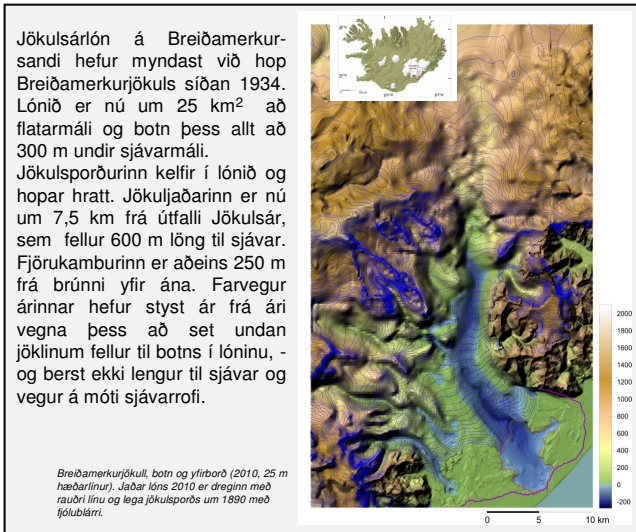 Jökulsárlón á Breiðamerkur-
sandi hefur myndast við hop
Breiðamerkurjökuls síðan 1934.
Lónið er nú um 25 km² að
flatarmáli og botn þess allt að
300 m undir sjávarmáli.
Jökulsporðurinn kelfir í lónið og
hopar hratt. Jökuljaðarinn er nú
um 7,5 km frá útfalli Jökulsár,
sem fellur 600 m löng til sjávar.
Fjörukamburinn er aðeins 250 m
frá brúnni yfir ána. Farvegur
árinnar hefur styst ár frá ári
vegna þess að set undan
jöklinum fellur til botns í lóninu, -
og berst ekki lengur til sjávar og
vegur á móti sjávarrofi.
Breiðamerkurjökull, botn og yfirborð (2010, 25 m
hæðarlínur). Jaðar lóns 2010 er dreginn með
rauðri línu og lega jökulsporðs um 1890 með
fjólublárri.
2000
1800
1600
1400
1200
1000
800
600
400
200
0
-200
0 5 10 km